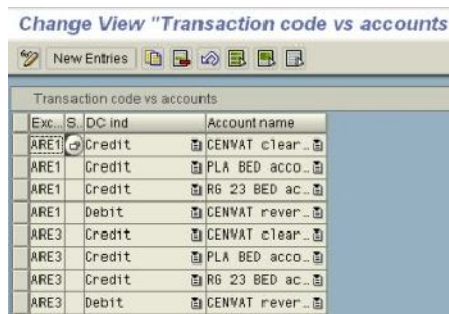 Change View "Transaction code vs accounts
New Entries
Transaction code vs accounts
Exc... S.. DC ind Account name
ARE1 Credit CENVAT clear…
ARE1 Credit PLA BED acco…
ARE1 Credit RG 23 BED ac…
ARE1 Debit CENVAT rever…
ARE3 Credit CENVAT clear…
ARE3 Credit PLA BED acco…
ARE3 Credit RG 23 BED ac…
ARE3 Debit CENVAT rever…